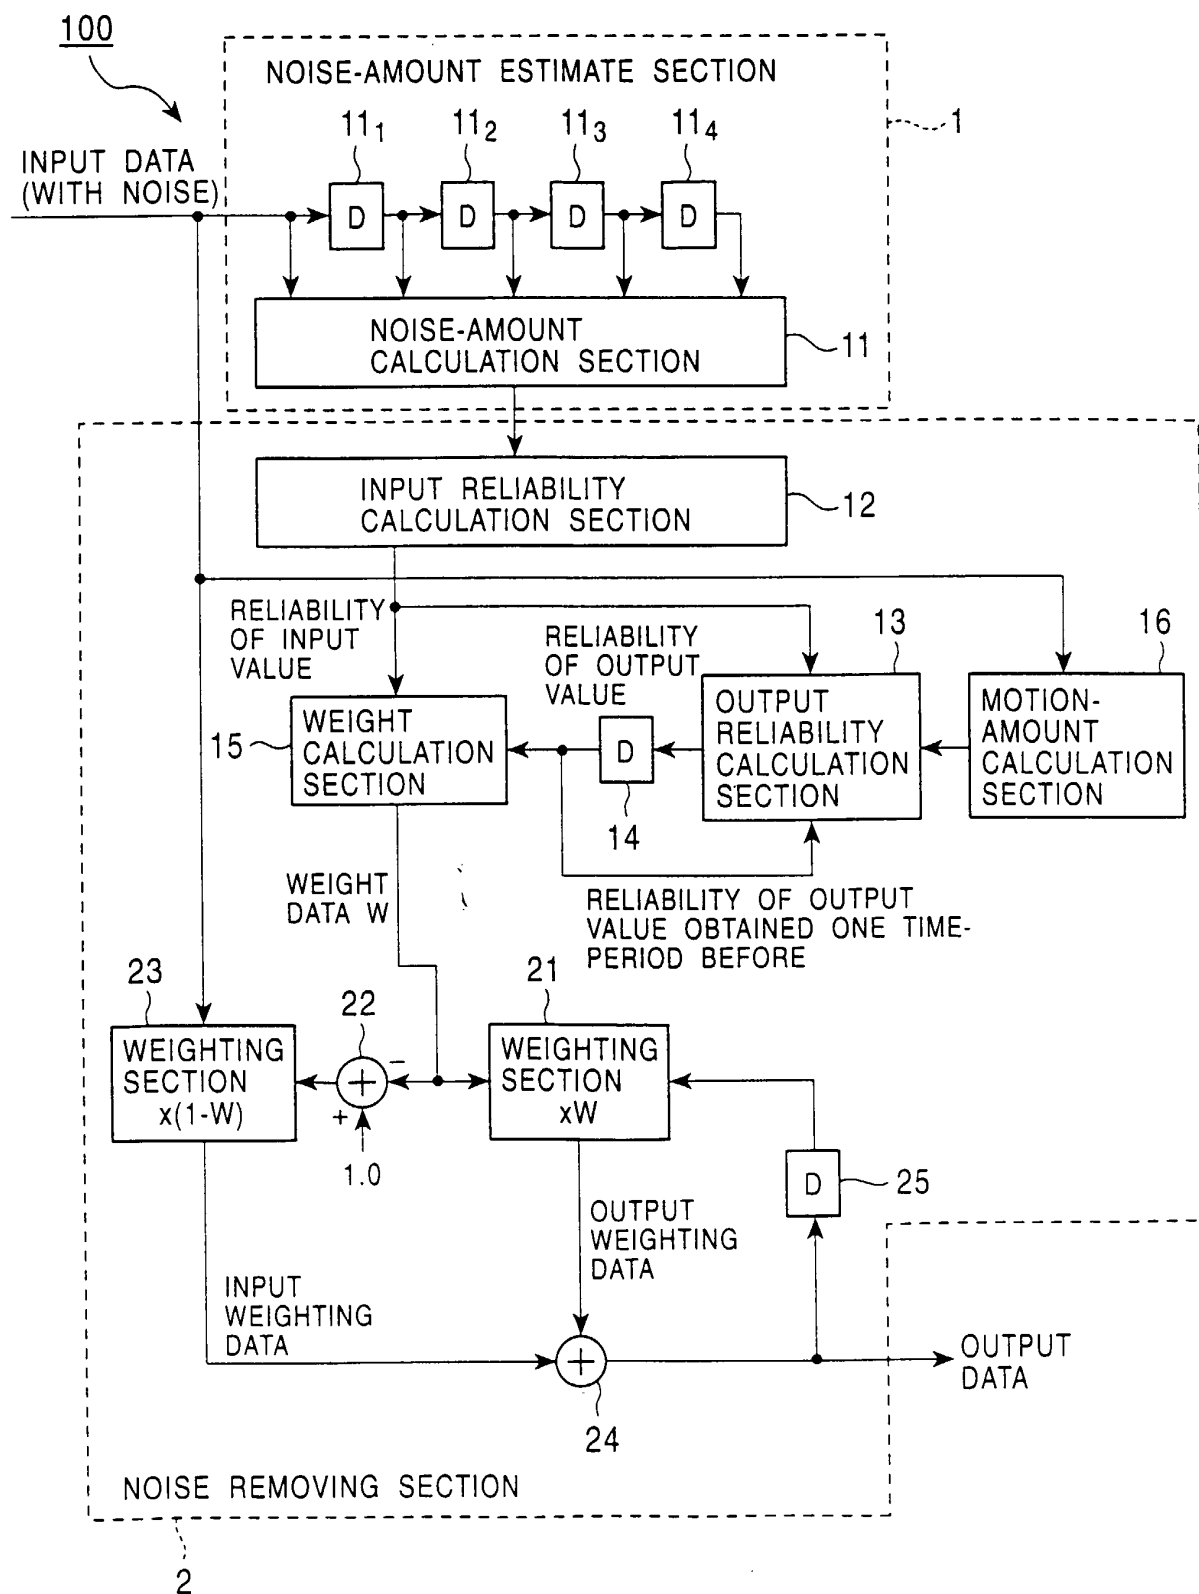 100
NOISE-AMOUNT ESTIMATE SECTION
1
11₁
11₂
11₃
11₄
INPUT DATA
(WITH NOISE)
D
D
D
D
NOISE-AMOUNT
CALCULATION SECTION
11
INPUT RELIABILITY
CALCULATION SECTION
12
RELIABILITY
OF INPUT
VALUE
RELIABILITY
OF OUTPUT
VALUE
13
16
15
WEIGHT
CALCULATION
SECTION
D
14
OUTPUT
RELIABILITY
CALCULATION
SECTION
MOTION-
AMOUNT
CALCULATION
SECTION
WEIGHT
DATA W
RELIABILITY OF OUTPUT
VALUE OBTAINED ONE TIME-
PERIOD BEFORE
23
22
21
WEIGHTING
SECTION
x(1-W)
+
−
+
1.0
WEIGHTING
SECTION
xW
D
25
OUTPUT
WEIGHTING
DATA
INPUT
WEIGHTING
DATA
+
24
OUTPUT
DATA
NOISE REMOVING SECTION
2